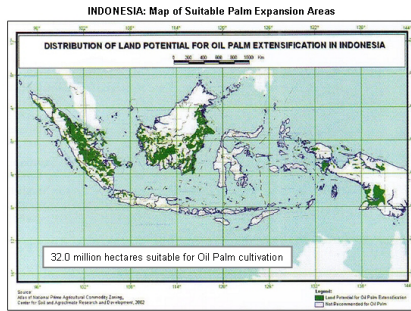 INDONESIA: Map of Suitable Palm Expansion Areas
DISTRIBUTION OF LAND POTENTIAL FOR OIL PALM EXTENSIFICATION IN INDONESIA
32.0 million hectares suitable for Oil Palm cultivation
Source:
Atlas of National Prime Agricultural Commodity Zoning,
Center for Soil and Agroclimate Research and Development, 2002
Legend:
Land Potential for Oil Palm Extensification
Not Recommended for Oil Palm